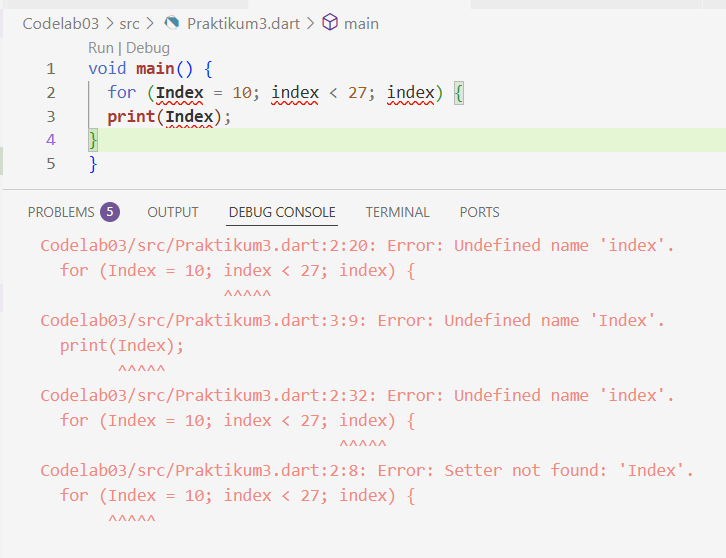 Codelab03 > src > Praktikum3.dart > main
Run | Debug
1 void main() {
2 for (Index = 10; index < 27; index) {
3 print(Index);
4 }
5 }
PROBLEMS 5 OUTPUT DEBUG CONSOLE TERMINAL PORTS
Codelab03/src/Praktikum3.dart:2:20: Error: Undefined name 'index'.
for (Index = 10; index < 27; index) {
^^^^^
Codelab03/src/Praktikum3.dart:3:9: Error: Undefined name 'Index'.
print(Index);
^^^^^
Codelab03/src/Praktikum3.dart:2:32: Error: Undefined name 'index'.
for (Index = 10; index < 27; index) {
^^^^^
Codelab03/src/Praktikum3.dart:2:8: Error: Setter not found: 'Index'.
for (Index = 10; index < 27; index) {
^^^^^